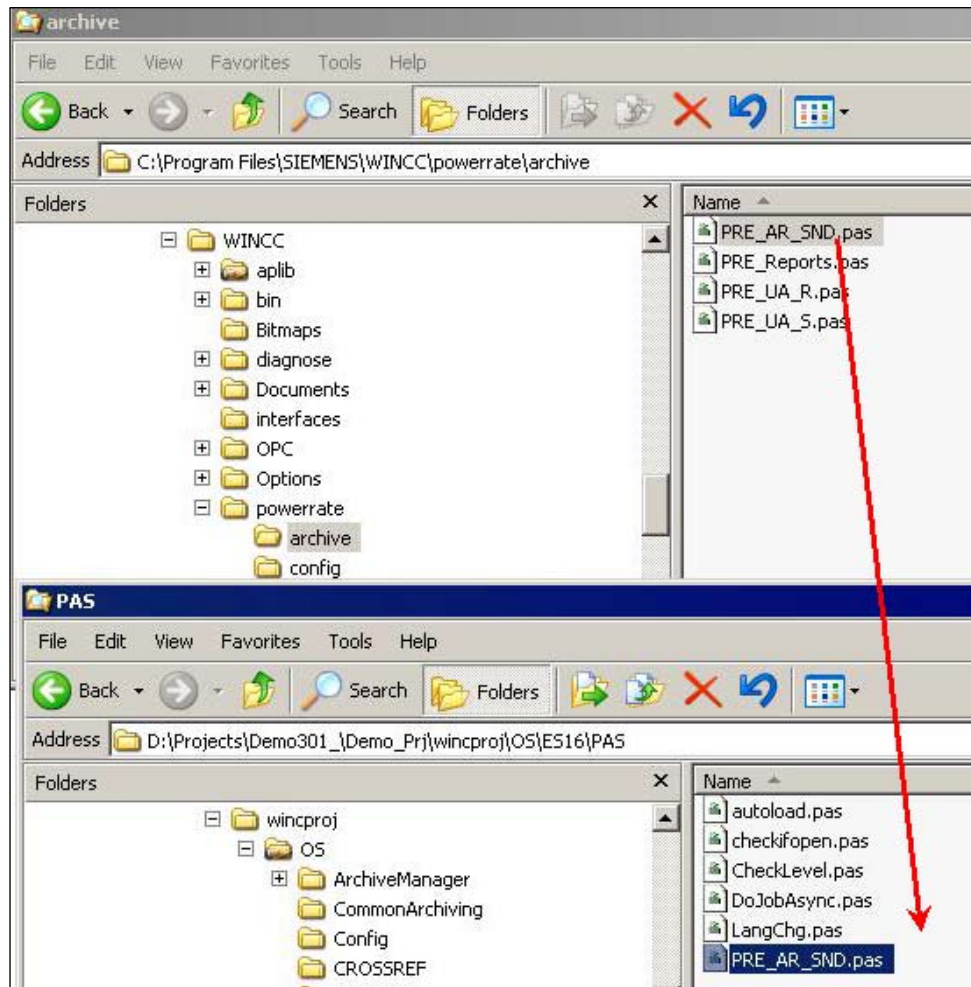 archive
File Edit View Favorites Tools Help
Back Search Folders
Address C:\Program Files\SIEMENS\WINCC\powerrate\archive
Folders x Name
WINCC
aplib
bin
Bitmaps
diagnose
Documents
interfaces
OPC
Options
powerrate
archive
config
PRE_AR_SND.pas
PRE_Reports.pas
PRE_UA_R.pas
PRE_UA_S.pas
PAS
File Edit View Favorites Tools Help
Back Search Folders
Address D:\Projects\Demo301_\Demo_Prj\wincproj\OS\ES16\PAS
Folders x Name
wincproj
OS
ArchiveManager
CommonArchiving
Config
CROSSREF
autoload.pas
checkifopen.pas
CheckLevel.pas
DoJobAsync.pas
LangChg.pas
PRE_AR_SND.pas